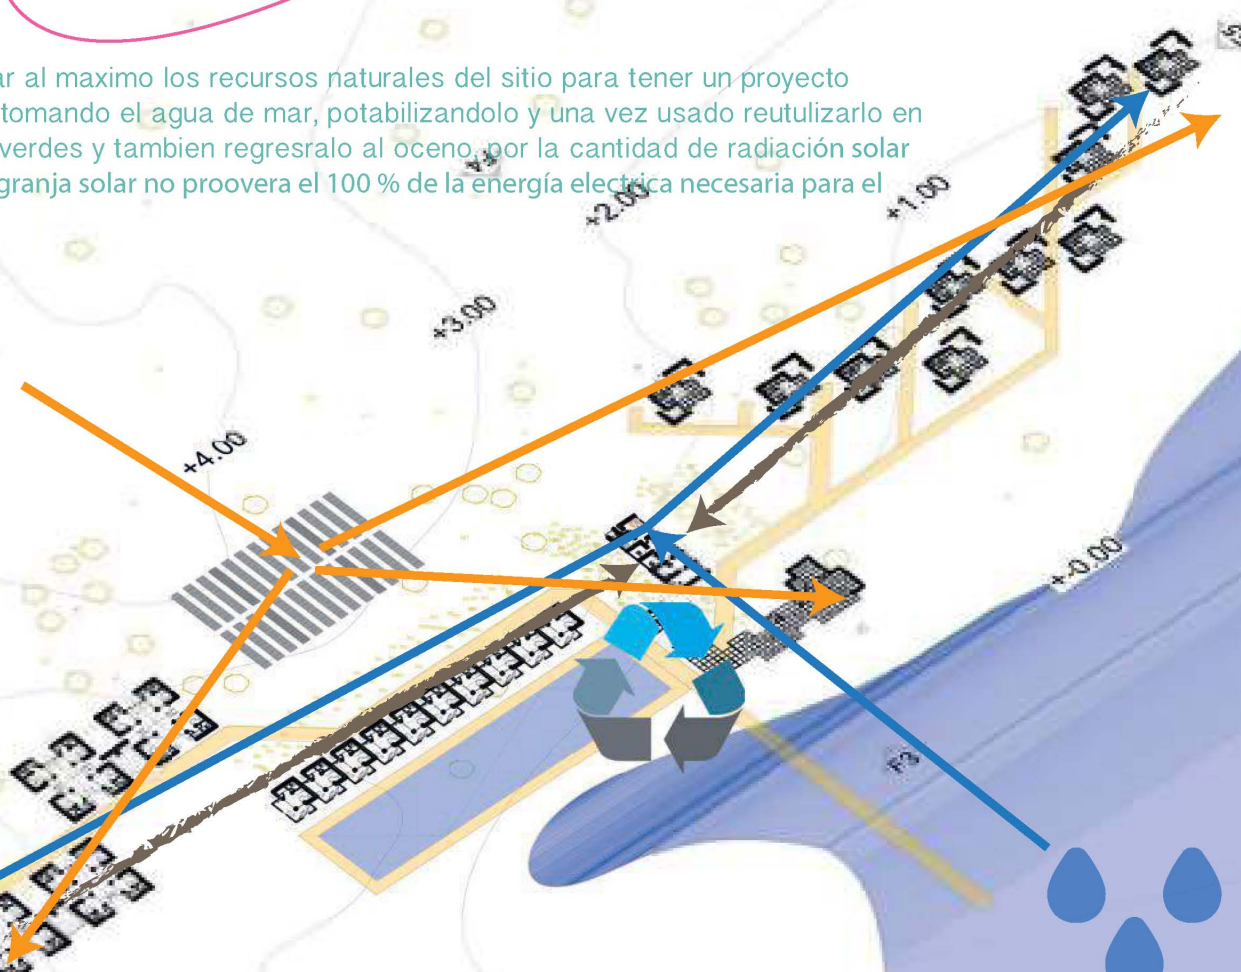 ar al maximo los recursos naturales del sitio para tener un proyecto
tomando el agua de mar, potabilizandolo y una vez usado reutulizarlo en
verdes y tambien regresralo al oceno, por la cantidad de radiación solar
granja solar no proovera el 100 % de la energía electrica necesaria para el
+2.00
+1.00
+3.00
+4.00
+-0.00
F3